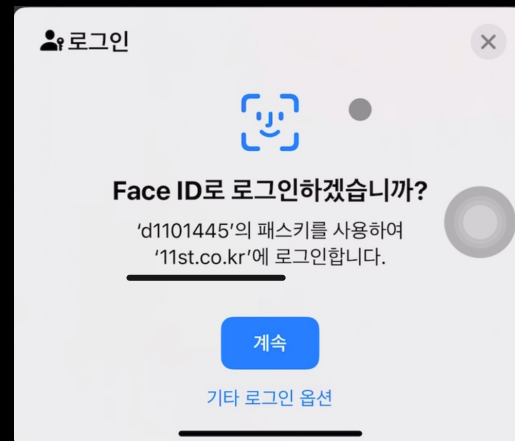 로그인
Face ID로 로그인하겠습니까?
'd1101445'의 패스키를 사용하여
'11st.co.kr'에 로그인합니다.
계속
기타 로그인 옵션